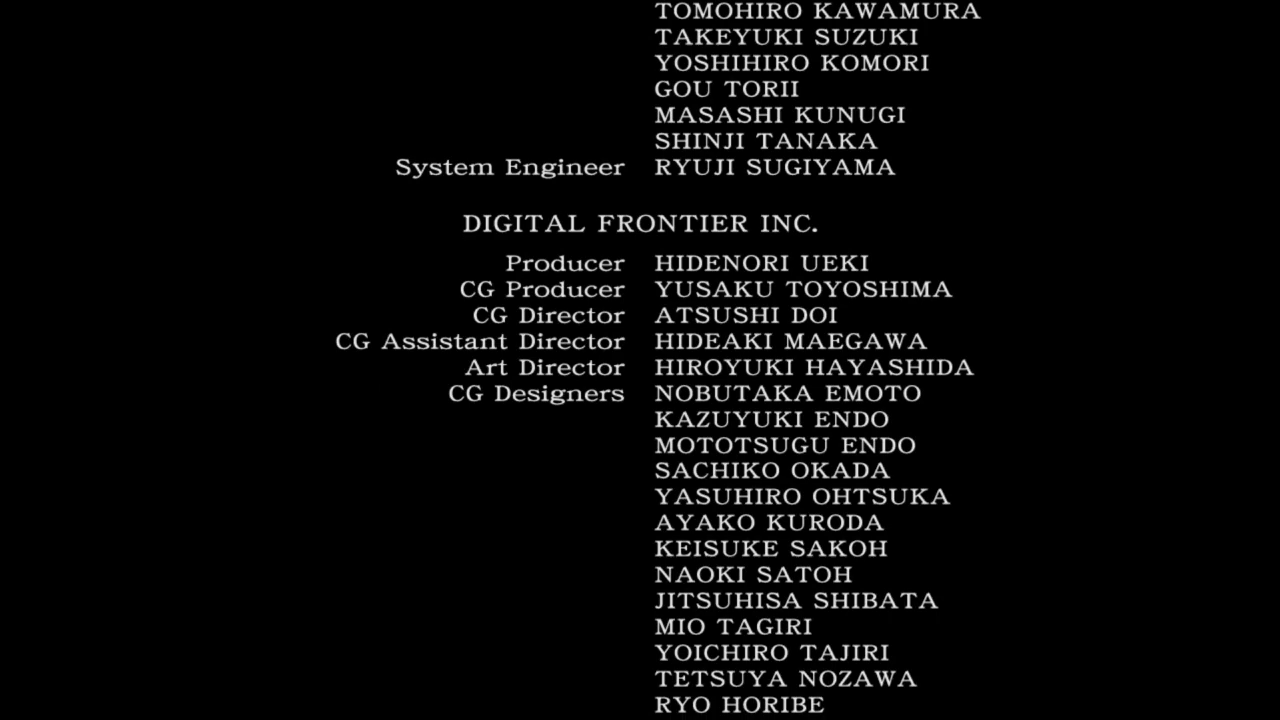 TOMOHIRO KAWAMURA
TAKEYUKI SUZUKI
YOSHIHIRO KOMORI
GOU TORII
MASASHI KUNUGI
SHINJI TANAKA
System Engineer RYUJI SUGIYAMA
DIGITAL FRONTIER INC.
Producer HIDENORI UEKI
CG Producer YUSAKU TOYOSHIMA
CG Director ATSUSHI DOI
CG Assistant Director HIDEAKI MAEGAWA
Art Director HIROYUKI HAYASHIDA
CG Designers NOBUTAKA EMOTO
KAZUYUKI ENDO
MOTOTSUGU ENDO
SACHIKO OKADA
YASUHIRO OHTSUKA
AYAKO KURODA
KEISUKE SAKOH
NAOKI SATOH
JITSUHISA SHIBATA
MIO TAGIRI
YOICHIRO TAJIRI
TETSUYA NOZAWA
RYO HORIBE